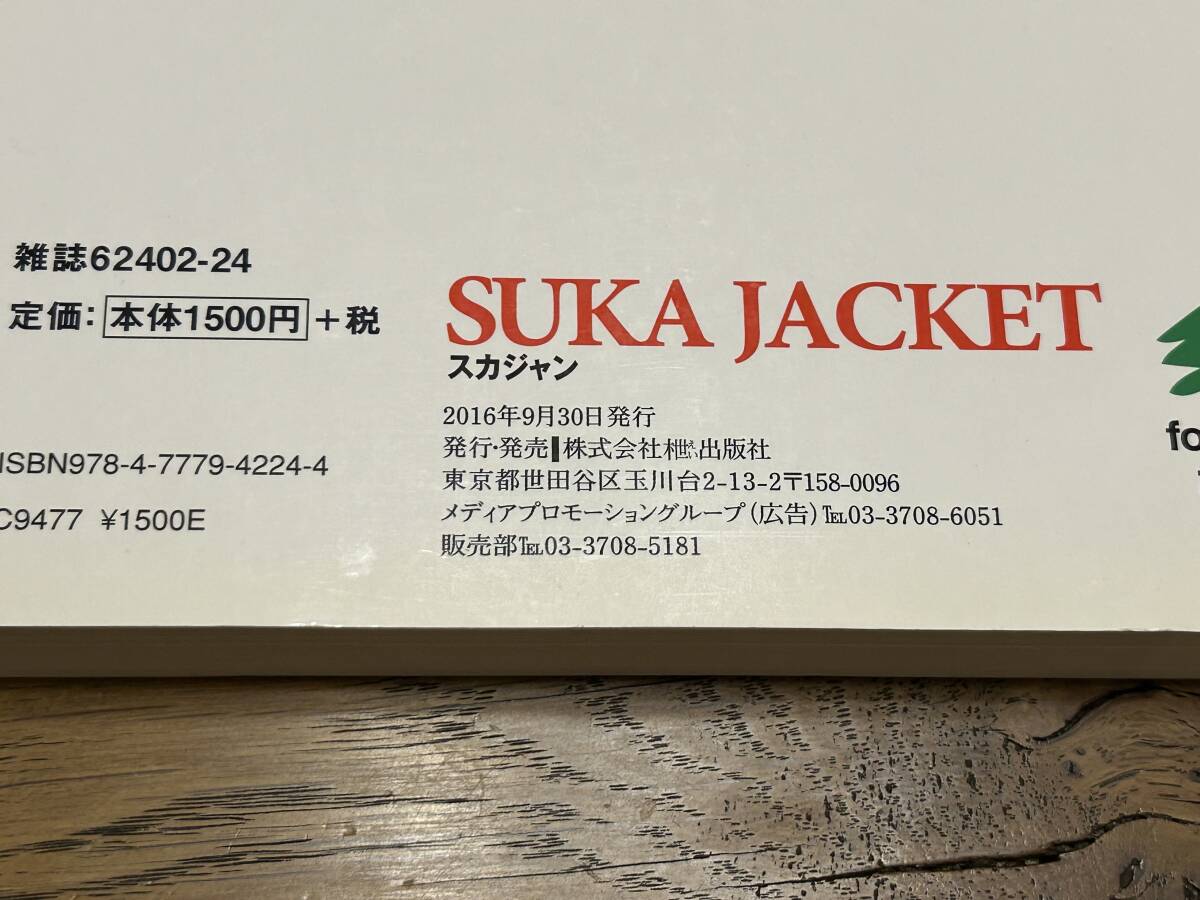 雑誌62402-24
定価：本体1500円＋税
ISBN978-4-7779-4224-4
C9477 ¥1500E
SUKA JACKET
スカジャン
2016年9月30日発行
発行・発売 株式会社枻出版社
東京都世田谷区玉川台2-13-2〒158-0096
メディアプロモーショングループ（広告）℡03-3708-6051
販売部℡03-3708-5181
fo